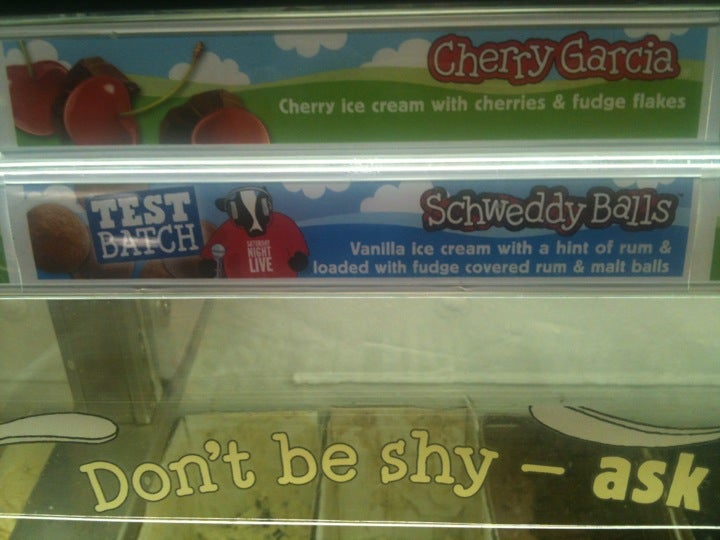 Cherry Garcia
Cherry ice cream with cherries & fudge flakes
TEST
BATCH
SATURDAY
NIGHT
LIVE
Schweddy Balls™
Vanilla ice cream with a hint of rum &
loaded with fudge covered rum & malt balls
Don't be shy – ask